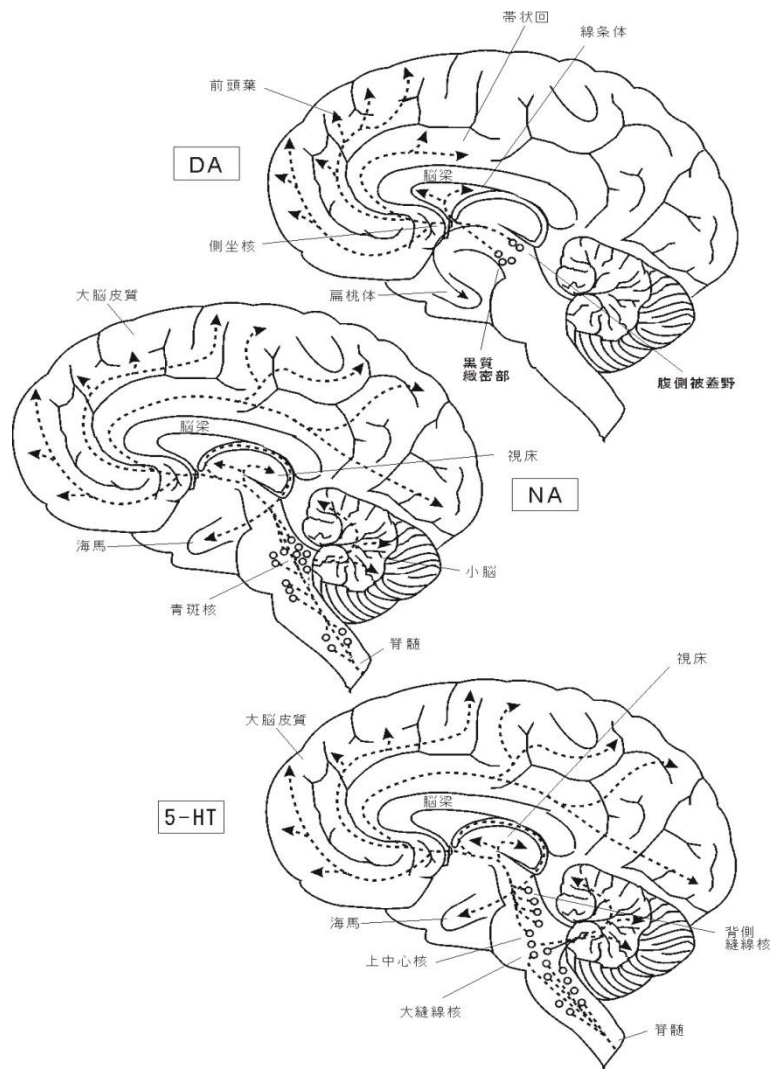 帯状回
線条体
前頭葉
DA
脳梁
側坐核
扁桃体
黒質
緻密部
腹側被蓋野
大脳皮質
脳梁
視床
NA
海馬
小脳
青斑核
脊髄
視床
大脳皮質
脳梁
5-HT
海馬
背側
縫線核
上中心核
大縫線核
脊髄